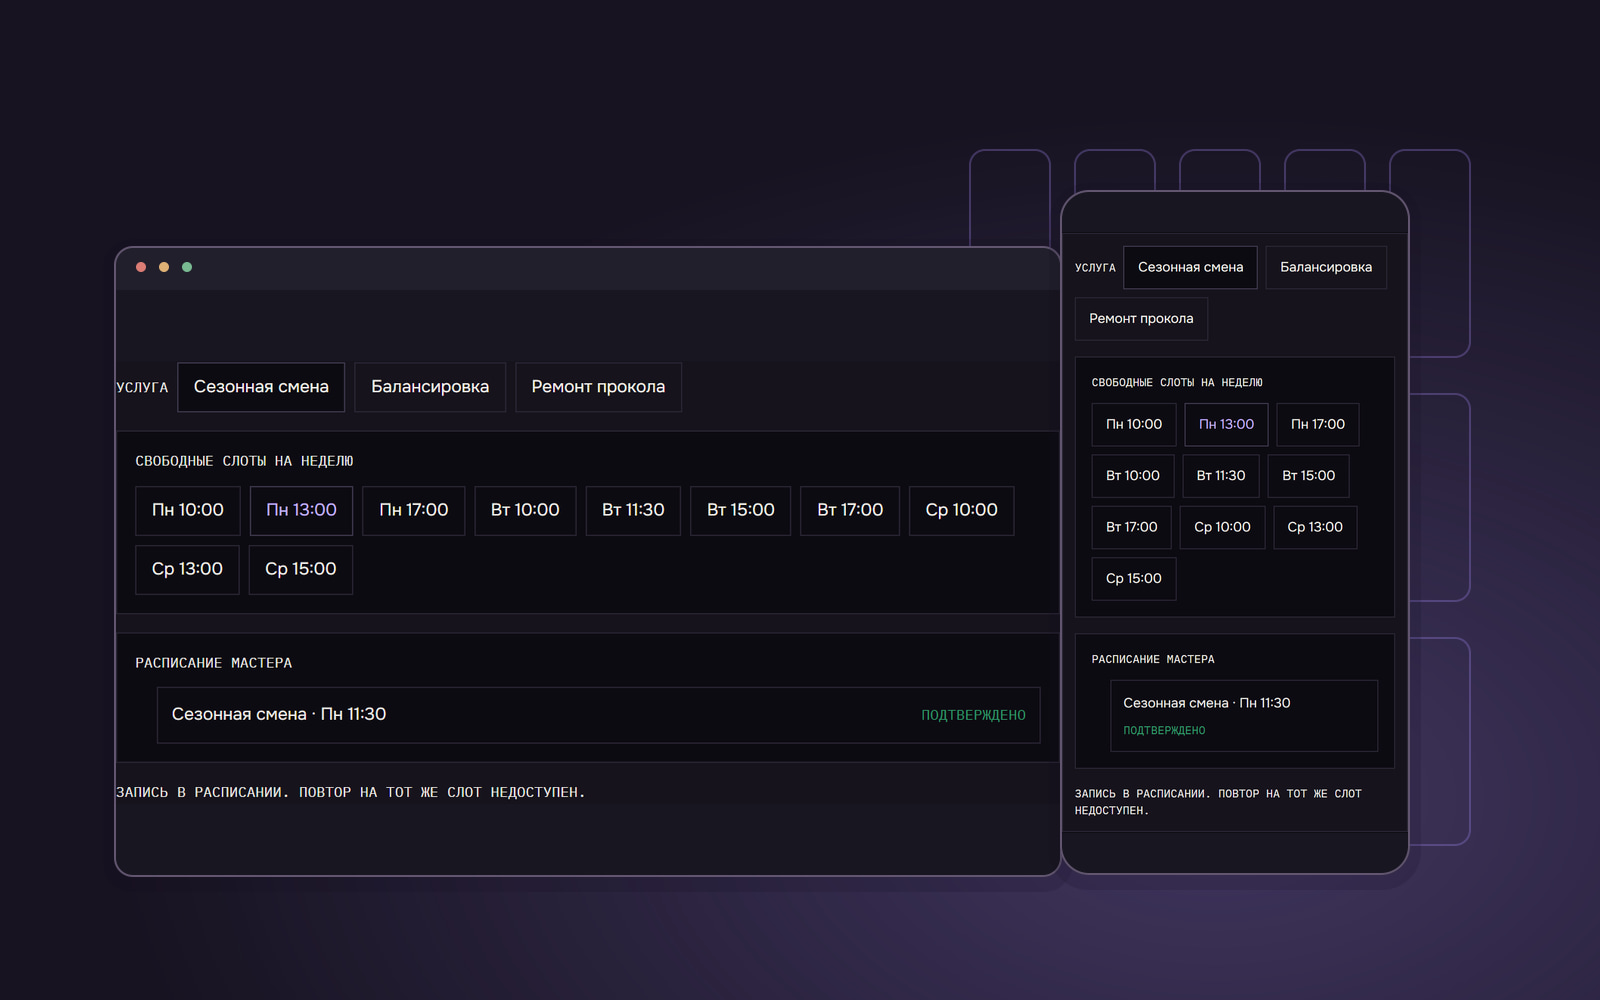 УСЛУГА Сезонная смена Балансировка Ремонт прокола
СВОБОДНЫЕ СЛОТЫ НА НЕДЕЛЮ
Пн 10:00 Пн 13:00 Пн 17:00 Вт 10:00 Вт 11:30 Вт 15:00 Вт 17:00 Ср 10:00
Ср 13:00 Ср 15:00
РАСПИСАНИЕ МАСТЕРА
Сезонная смена · Пн 11:30 ПОДТВЕРЖДЕНО
ЗАПИСЬ В РАСПИСАНИИ. ПОВТОР НА ТОТ ЖЕ СЛОТ НЕДОСТУПЕН.
УСЛУГА Сезонная смена Балансировка
Ремонт прокола
СВОБОДНЫЕ СЛОТЫ НА НЕДЕЛЮ
Пн 10:00 Пн 13:00 Пн 17:00
Вт 10:00 Вт 11:30 Вт 15:00
Вт 17:00 Ср 10:00 Ср 13:00
Ср 15:00
РАСПИСАНИЕ МАСТЕРА
Сезонная смена · Пн 11:30
ПОДТВЕРЖДЕНО
ЗАПИСЬ В РАСПИСАНИИ. ПОВТОР НА ТОТ ЖЕ СЛОТ
НЕДОСТУПЕН.